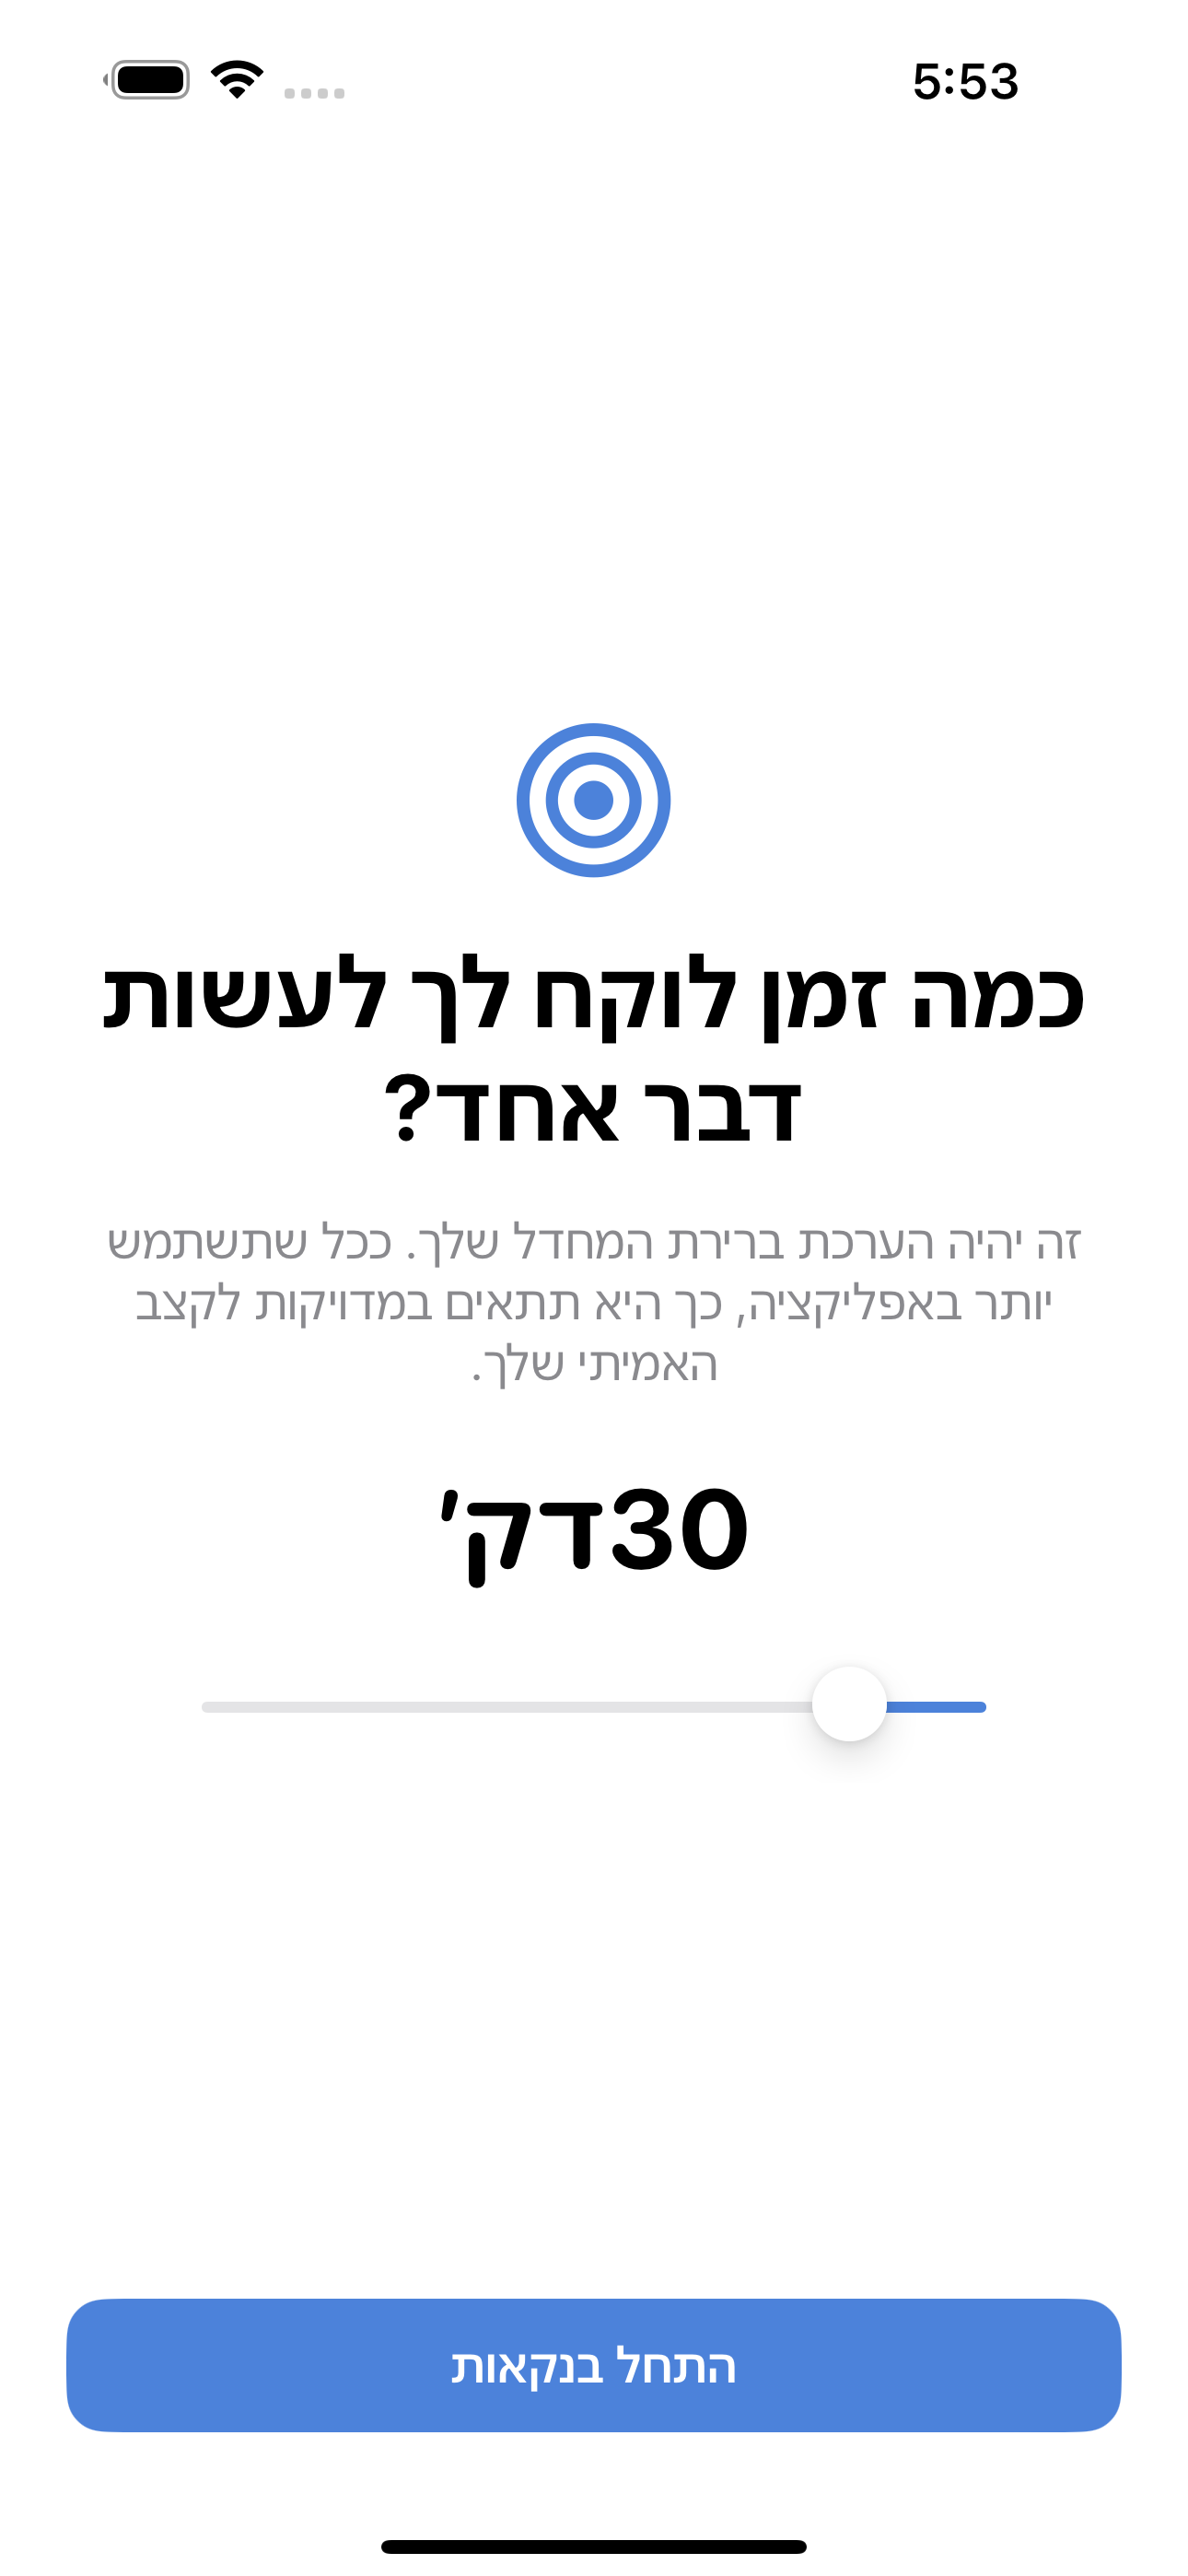 5:53
כמה זמן לוקח לך לעשות
דבר אחד?
זה יהיה הערכת ברירת המחדל שלך. ככל שתשתמש
יותר באפליקציה, כך היא תתאים במדויקות לקצב
האמיתי שלך.
30דק׳
התחל בנקאות